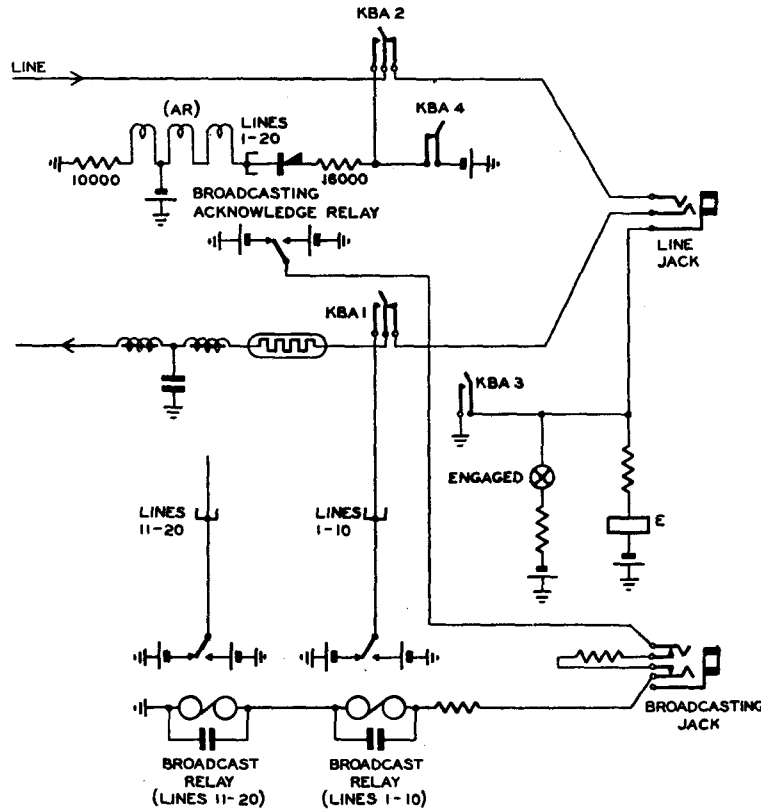 KBA 2
LINE
(AR)
LINES
1-20
KBA 4
10000
16000
BROADCASTING
ACKNOWLEDGE RELAY
LINE
JACK
KBA 1
KBA 3
ENGAGED
E
LINES
11-20
LINES
1-10
BROADCASTING
JACK
BROADCAST
RELAY
(LINES 11-20)
BROADCAST
RELAY
(LINES 1-10)